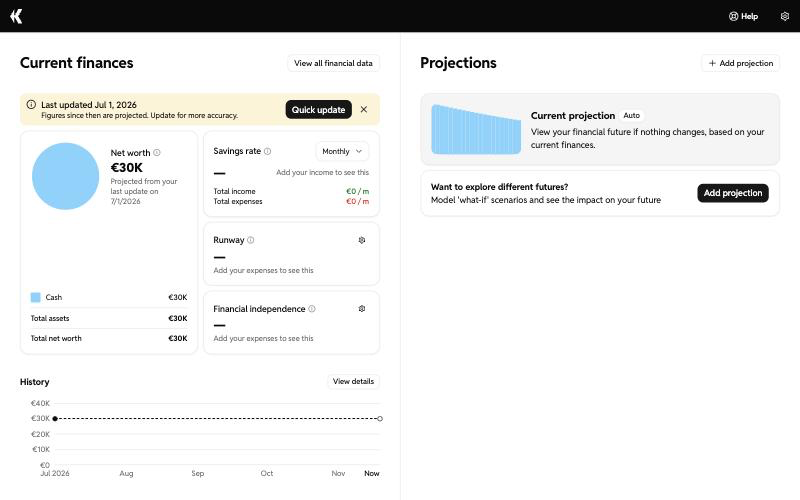 Help
Current finances
View all financial data
Last updated Jul 1, 2026
Figures since then are projected. Update for more accuracy.
Quick update
Net worth
€30K
Projected from your
last update on
7/1/2026
Cash €30K
Total assets €30K
Total net worth €30K
Savings rate
Monthly
Add your income to see this
Total income €0 / m
Total expenses €0 / m
Runway
Add your expenses to see this
Financial independence
Add your expenses to see this
History
View details
€40K
€30K
€20K
€10K
€0
Jul 2026 Aug Sep Oct Nov Now
Projections
Add projection
Current projection Auto
View your financial future if nothing changes, based on your
current finances.
Want to explore different futures?
Model 'what-if' scenarios and see the impact on your future
Add projection